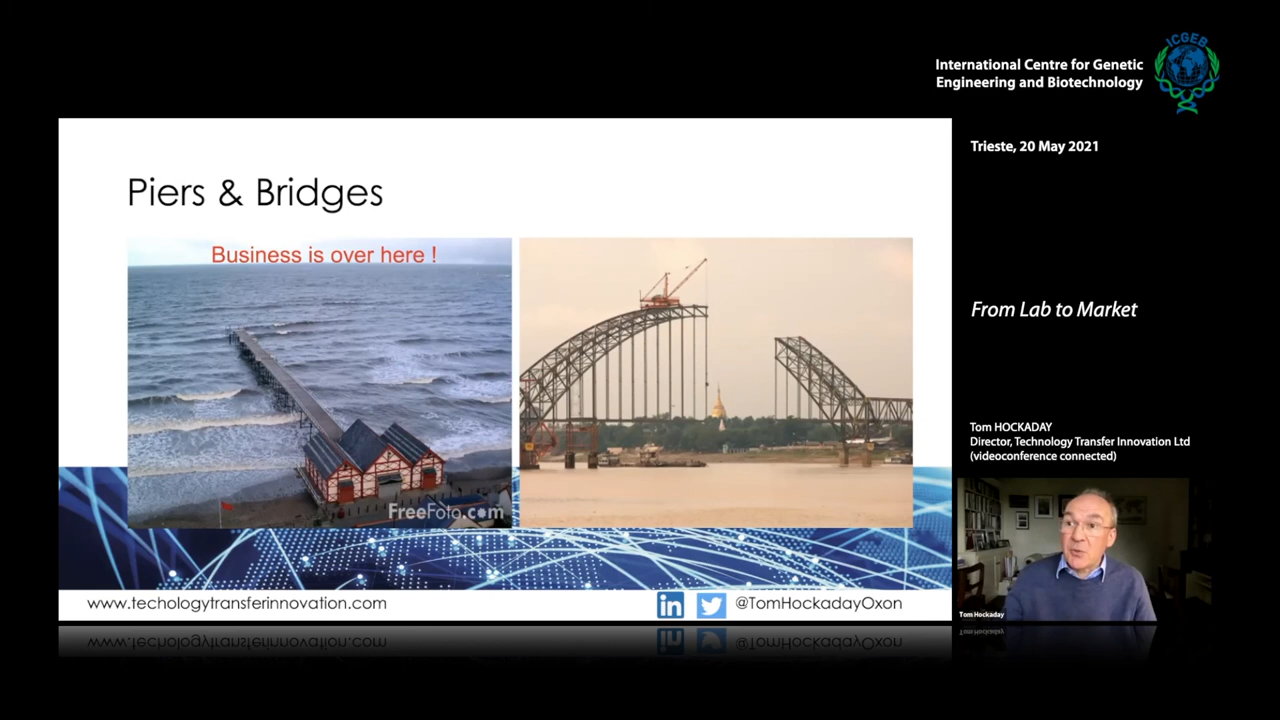 ICGEB
International Centre for Genetic
Engineering and Biotechnology
Trieste, 20 May 2021
Piers & Bridges
Business is over here !
FreeFoto.com
From Lab to Market
Tom HOCKADAY
Director, Technology Transfer Innovation Ltd
(videoconference connected)
www.techologytransferinnovation.com
in
@TomHockadayOxon
Tom Hockaday